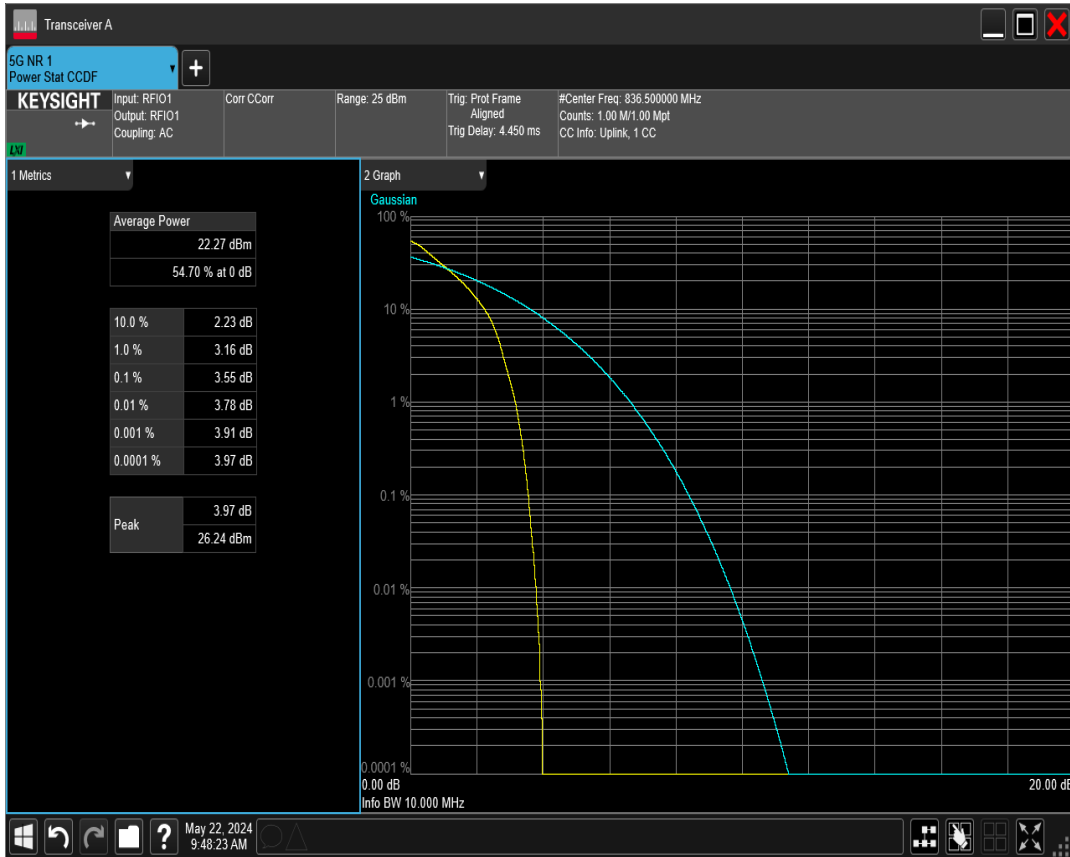 Transceiver A
5G NR 1
Power Stat CCDF
KEYSIGHT
LXI
Input: RFIO1
Output: RFIO1
Coupling: AC
Corr CCorr
Range: 25 dBm
Trig: Prot Frame
Aligned
Trig Delay: 4.450 ms
#Center Freq: 836.500000 MHz
Counts: 1.00 M/1.00 Mpt
CC Info: Uplink, 1 CC
1 Metrics
Average Power
22.27 dBm
54.70 % at 0 dB
10.0 % 2.23 dB
1.0 % 3.16 dB
0.1 % 3.55 dB
0.01 % 3.78 dB
0.001 % 3.91 dB
0.0001 % 3.97 dB
Peak
3.97 dB
26.24 dBm
2 Graph
Gaussian
100 %
10 %
1 %
0.1 %
0.01 %
0.001 %
0.0001 %
0.00 dB 20.00 dB
Info BW 10.000 MHz
?
May 22, 2024
9:48:23 AM